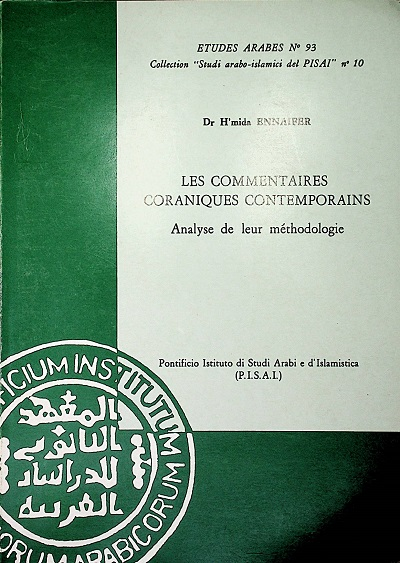 ETUDES ARABES Nº 93
Collection "Studi arabo-islamici del PISAI" nº 10
Dr H'mida ENNAIFER
LES COMMENTAIRES
CORANIQUES CONTEMPORAINS
Analyse de leur méthodologie
Pontificio Istituto di Studi Arabi e d'Islamistica
(P.I.S.A.I.)
FICIUM INSTITUTUM
ORUM ARABICORUM
المعهد
البابوي
للدراسات
العربية